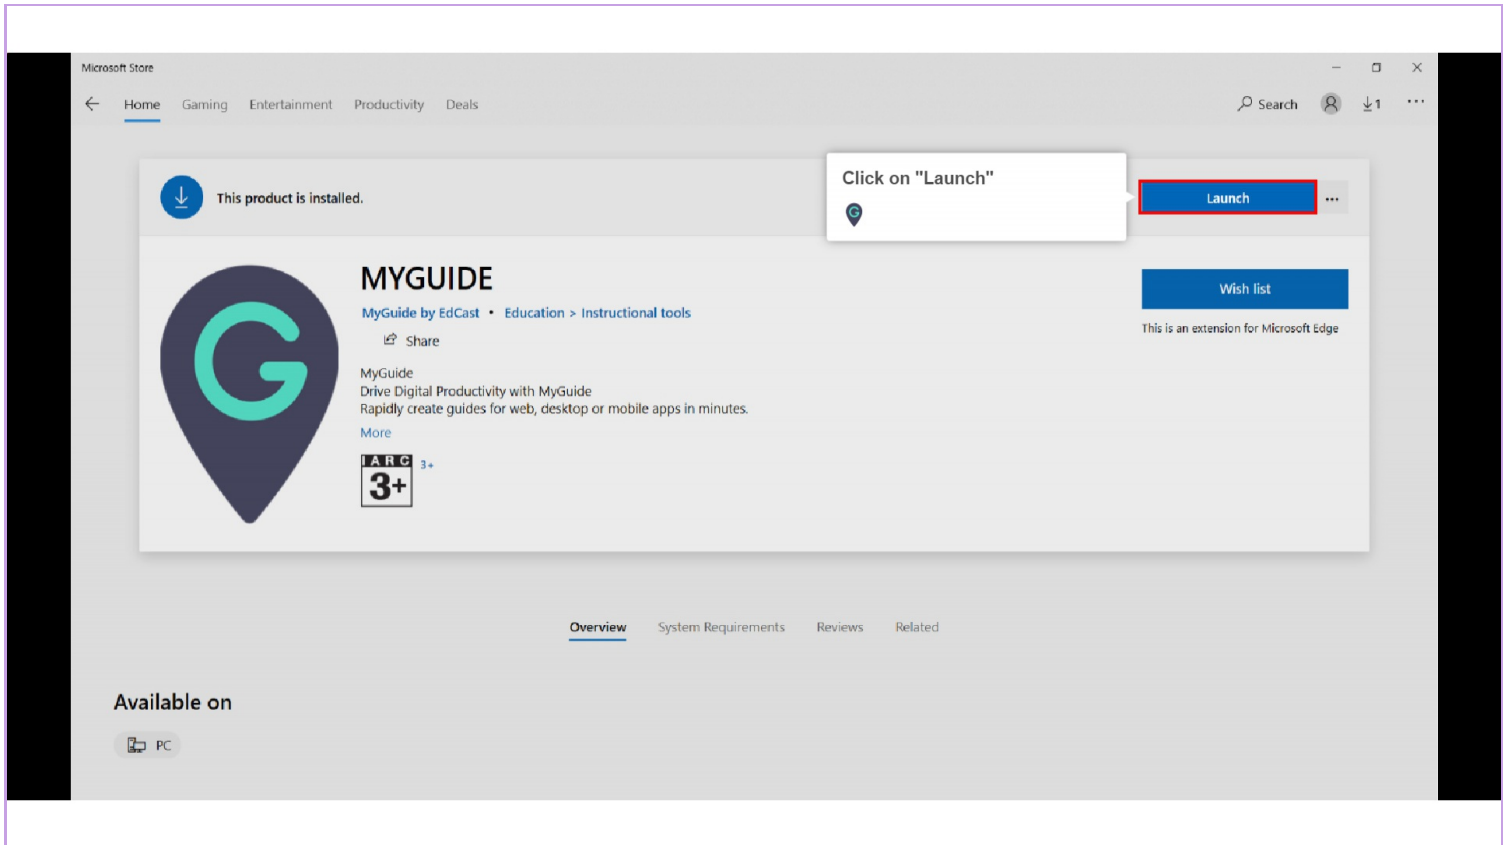 Microsoft Store
Home Gaming Entertainment Productivity Deals Search 1
This product is installed.
Click on "Launch"
Launch
G
MYGUIDE
MyGuide by EdCast • Education > Instructional tools
Share
Wish list
This is an extension for Microsoft Edge
MyGuide
Drive Digital Productivity with MyGuide
Rapidly create guides for web, desktop or mobile apps in minutes.
More
IARC 3+
3+
Overview System Requirements Reviews Related
Available on
PC